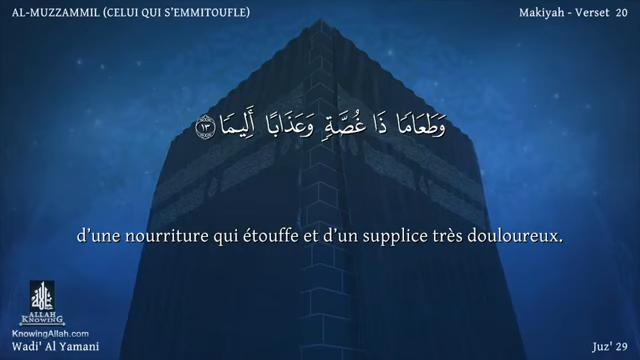 AL-MUZZAMMIL (CELUI QUI S'EMMITOUFLE)
Makiyah - Verset 20
وَطَعَامًا ذَا غُصَّةٍ وَعَذَابًا أَلِيمًا ۝١٣
d'une nourriture qui étouffe et d'un supplice très douloureux.
ALLAH
KNOWING
KnowingAllah.com
Wadi' Al Yamani
Juz' 29